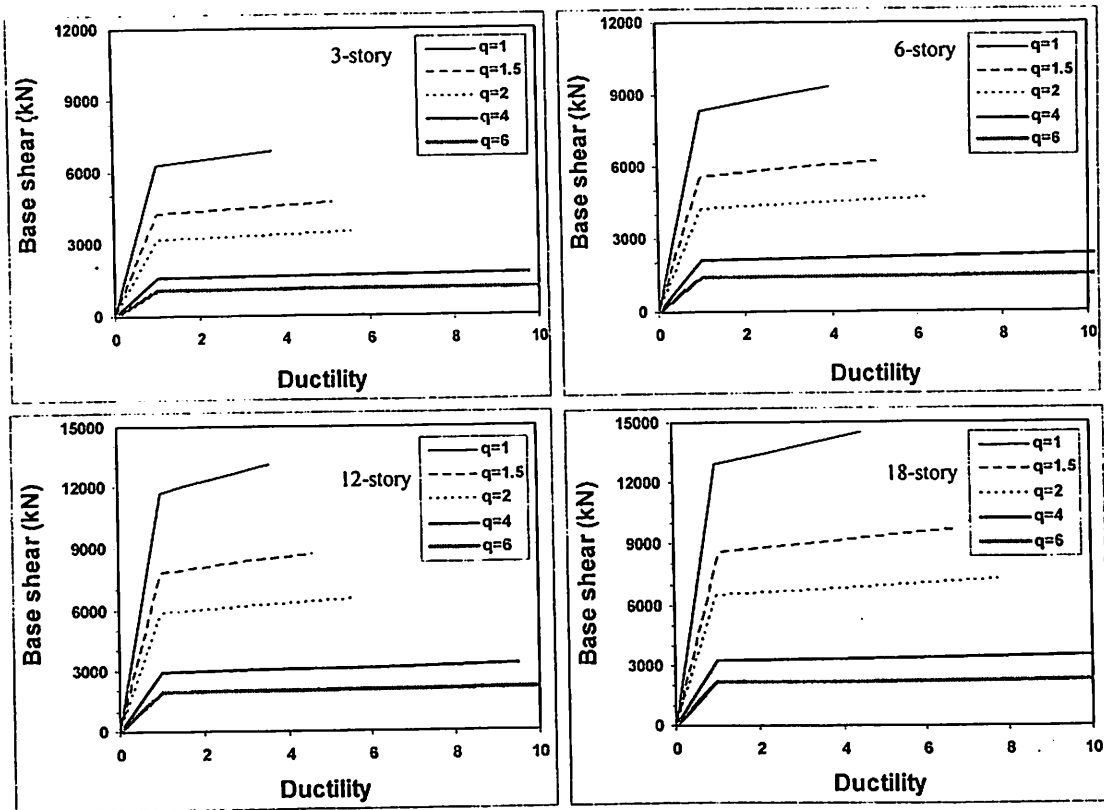 12000
9000
6000
3000
0
Base shear (kN)
3-story
q=1
q=1.5
q=2
q=4
q=6
0 2 4 6 8 10
Ductility
12000
9000
6000
3000
0
Base shear (kN)
6-story
q=1
q=1.5
q=2
q=4
q=6
0 2 4 6 8 10
Ductility
15000
12000
9000
6000
3000
0
Base shear (kN)
12-story
q=1
q=1.5
q=2
q=4
q=6
0 2 4 6 8 10
Ductility
15000
12000
9000
6000
3000
0
Base shear (kN)
18-story
q=1
q=1.5
q=2
q=4
q=6
0 2 4 6 8 10
Ductility